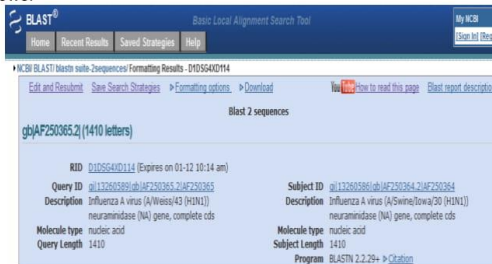 BLAST®
Basic Local Alignment Search Tool
My NCBI
[Sign In] [Reg
Home Recent Results Saved Strategies Help
NCBI/ BLAST/ blastn suite-2sequences/ Formatting Results - D1DSG4XD114
Edit and Resubmit Save Search Strategies Formatting options Download You Tube How to read this page Blast report descriptio
Blast 2 sequences
gb|AF250365.2| (1410 letters)
RID D1DSG4XD114 (Expires on 01-12 10:14 am)
Query ID gi|13260589|gb|AF250365.2|AF250365
Description Influenza A virus (A/Weiss/43 (H1N1)) neuraminidase (NA) gene, complete cds
Molecule type nucleic acid
Query Length 1410
Subject ID gi|13260586|gb|AF250364.2|AF250364
Description Influenza A virus (A/Swine/Iowa/30 (H1N1)) neuraminidase (NA) gene, complete cds
Molecule type nucleic acid
Subject Length 1410
Program BLASTN 2.2.29+ Citation